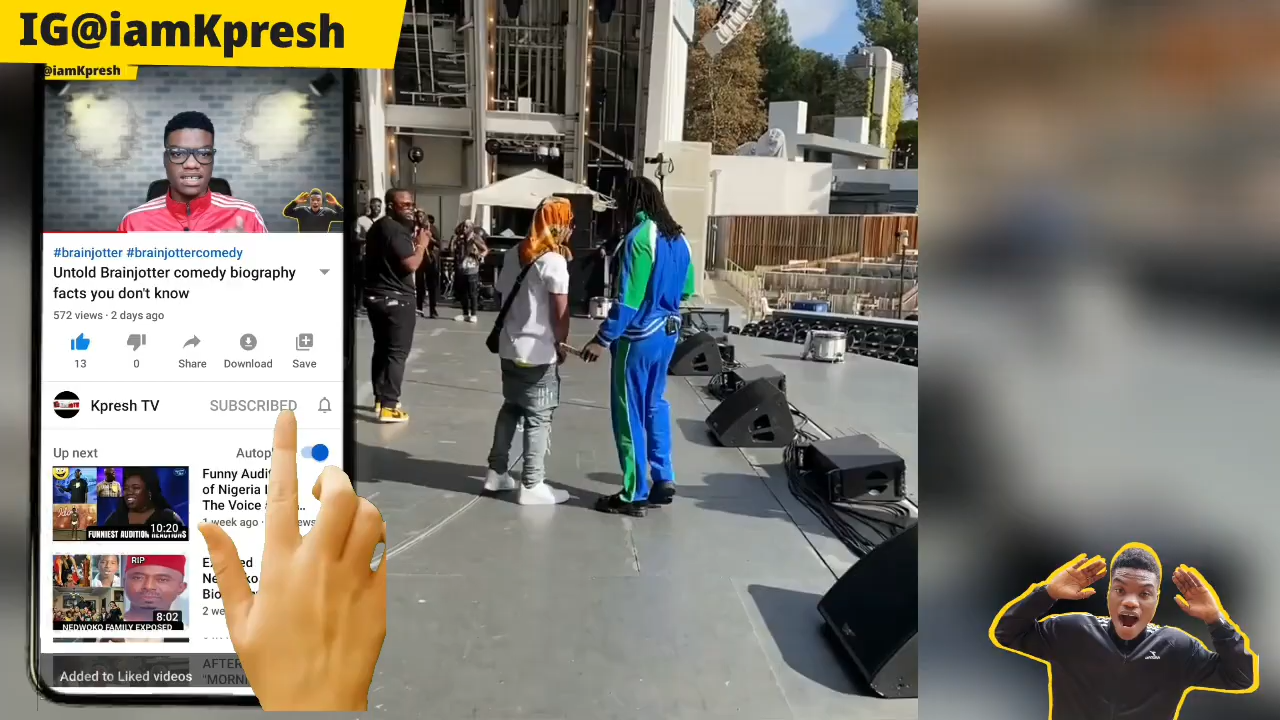 IG@iamKpresh
@iamKpresh
#brainjotter #brainjottercomedy
Untold Brainjotter comedy biography
facts you don't know
572 views · 2 days ago
13
0
Share
Download
Save
Kpresh TV
SUBSCRIBED
Up next
Funny
of Nigeria
The Voice
1 week ago
10:20
FUNNIEST AUDITION REACTIONS
RIP
8:02
NEDWOKO FAMILY EXPOSED
2
Added to Liked videos